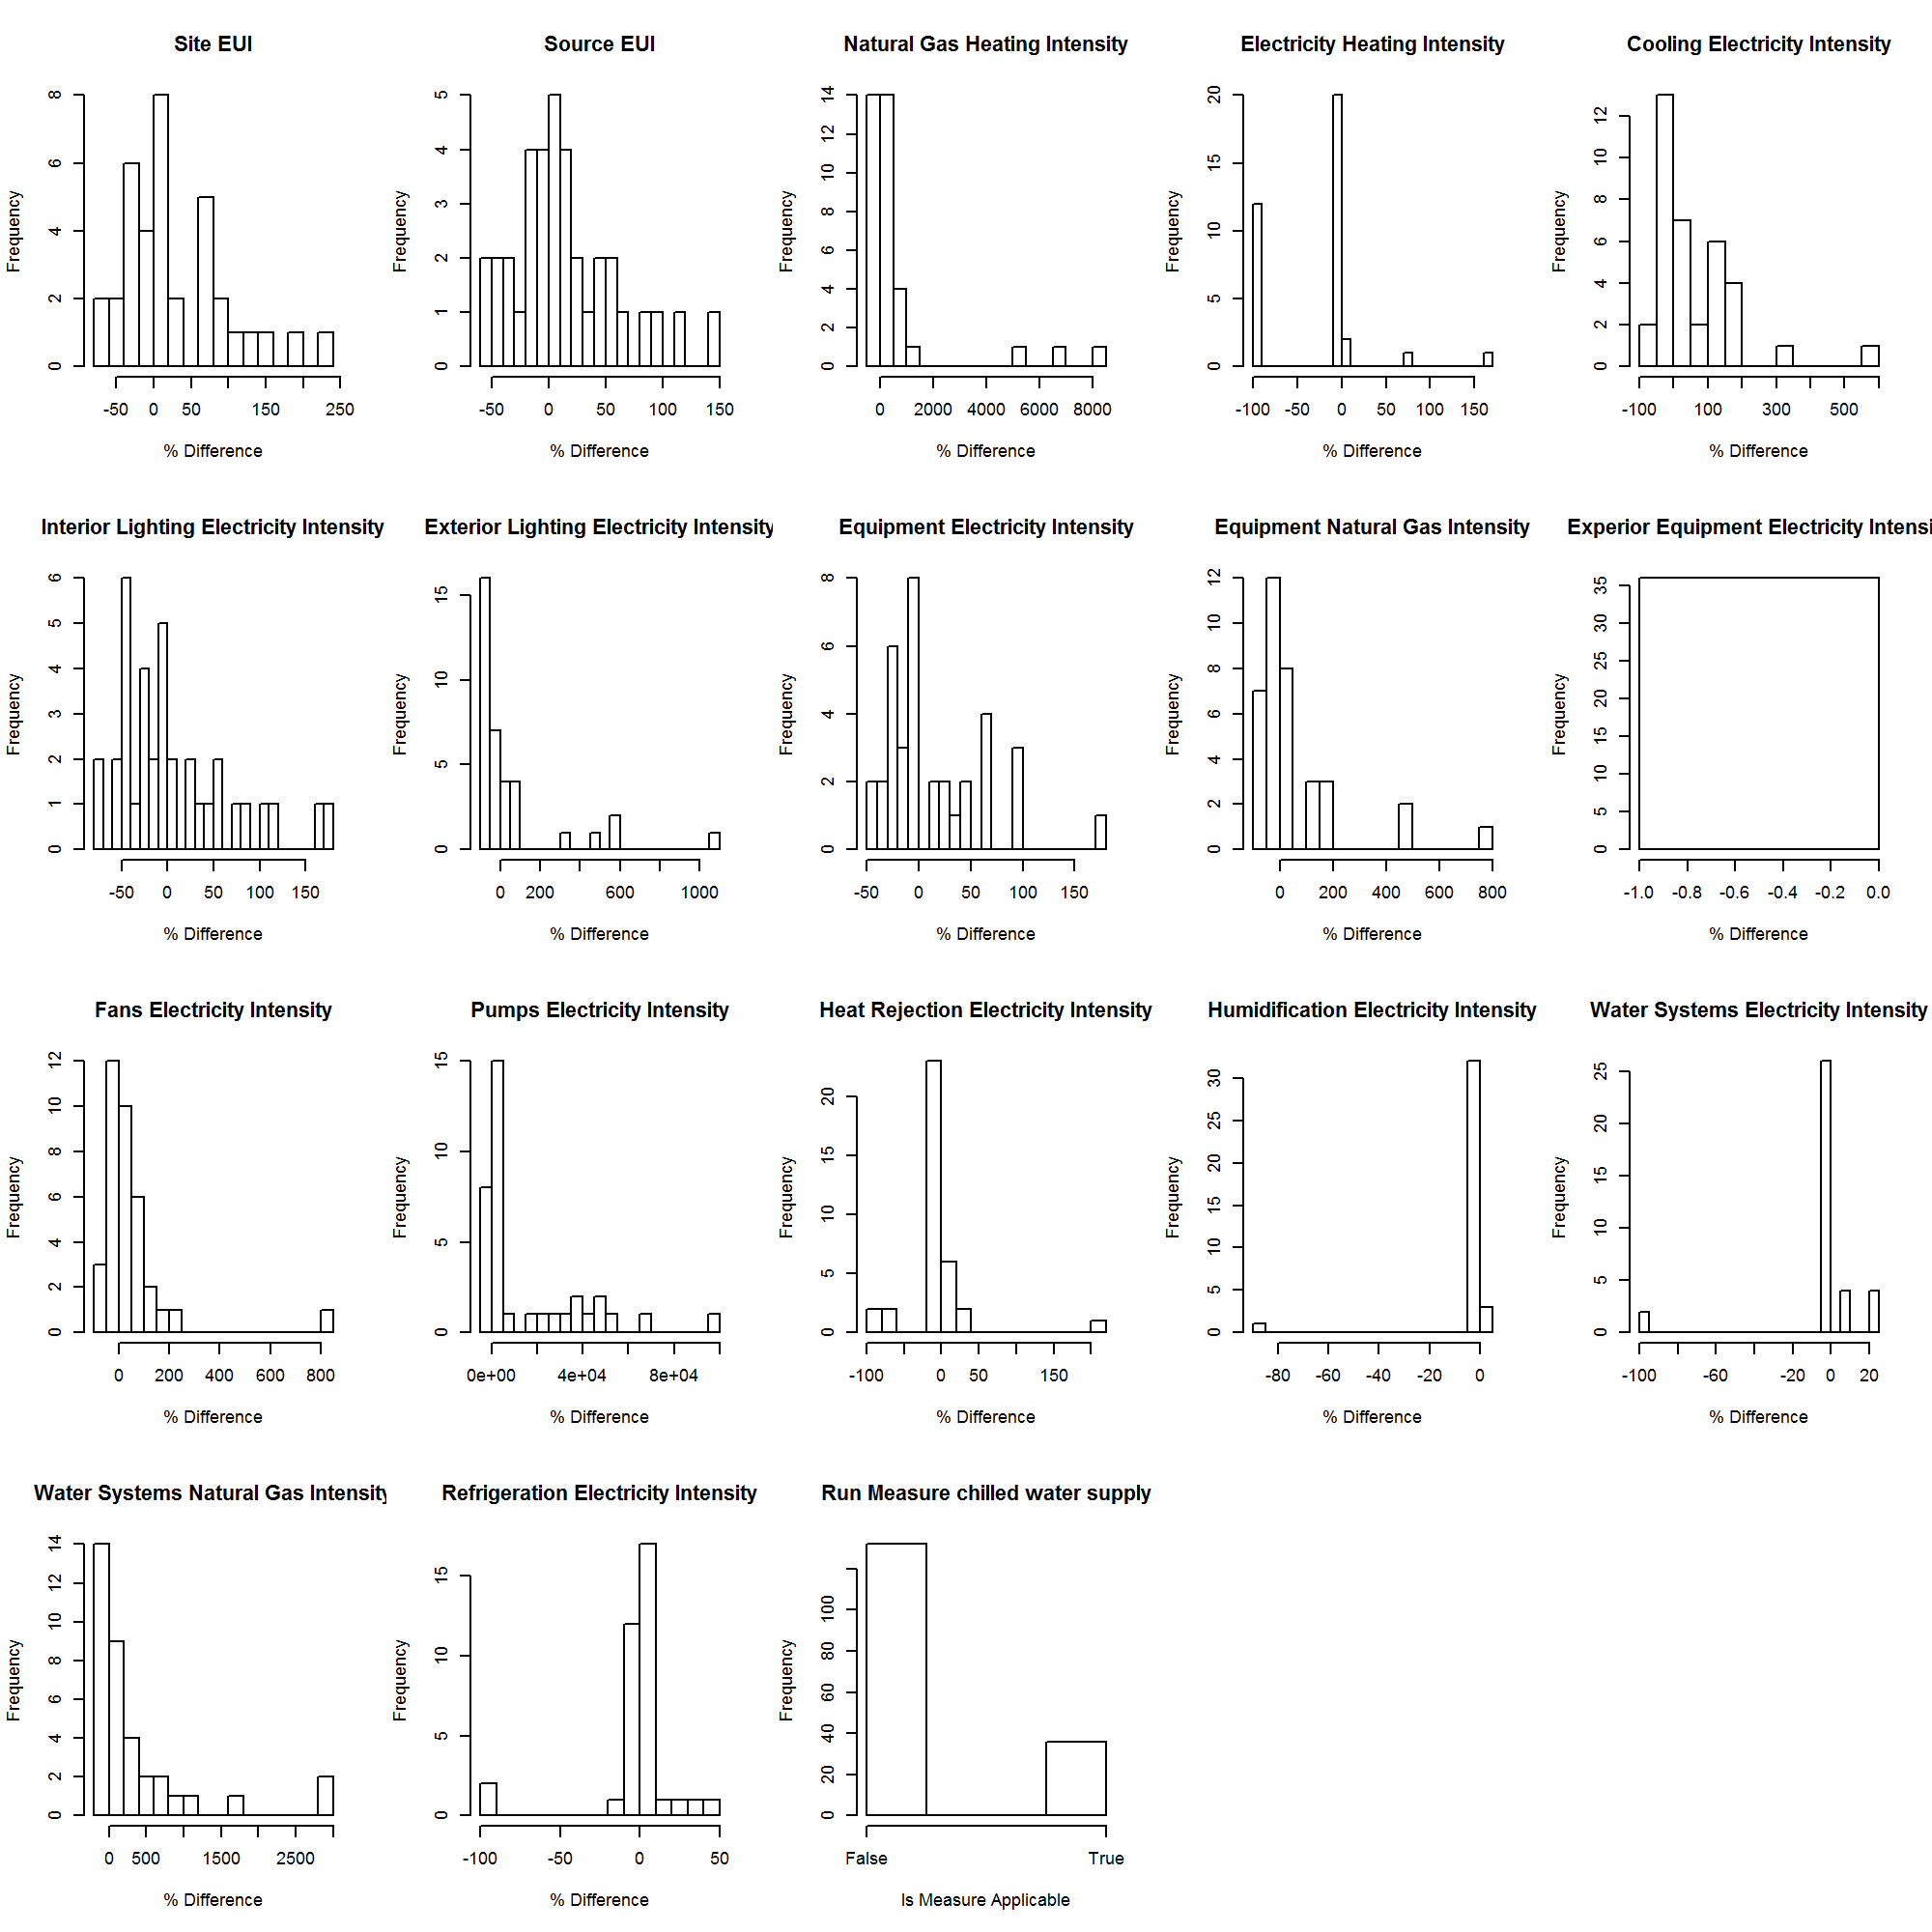 Site EUI
Frequency
0 2 4 6 8
-50 0 50 150 250
% Difference
Source EUI
Frequency
0 1 2 3 4 5
-50 0 50 100 150
% Difference
Natural Gas Heating Intensity
Frequency
0 2 4 6 8 10 12 14
0 2000 4000 6000 8000
% Difference
Electricity Heating Intensity
Frequency
0 5 10 15 20
-100 -50 0 50 100 150
% Difference
Cooling Electricity Intensity
Frequency
0 2 4 6 8 10 12
-100 100 300 500
% Difference
Interior Lighting Electricity Intensity
Frequency
0 1 2 3 4 5 6
-50 0 50 100 150
% Difference
Exterior Lighting Electricity Intensity
Frequency
0 5 10 15
0 200 600 1000
% Difference
Equipment Electricity Intensity
Frequency
0 2 4 6 8
-50 0 50 100 150
% Difference
Equipment Natural Gas Intensity
Frequency
0 2 4 6 8 10 12
0 200 400 600 800
% Difference
Experior Equipment Electricity Intensi
Frequency
0 5 10 15 20 25 30 35
-1.0 -0.8 -0.6 -0.4 -0.2 0.0
% Difference
Fans Electricity Intensity
Frequency
0 2 4 6 8 10 12
0 200 400 600 800
% Difference
Pumps Electricity Intensity
Frequency
0 5 10 15
0e+00 4e+04 8e+04
% Difference
Heat Rejection Electricity Intensity
Frequency
0 5 10 15 20
-100 0 50 150
% Difference
Humidification Electricity Intensity
Frequency
0 5 10 15 20 25 30
-80 -60 -40 -20 0
% Difference
Water Systems Electricity Intensity
Frequency
0 5 10 15 20 25
-100 -60 -20 0 20
% Difference
Water Systems Natural Gas Intensity
Frequency
0 2 4 6 8 10 12 14
0 500 1500 2500
% Difference
Refrigeration Electricity Intensity
Frequency
0 5 10 15
-100 -50 0 50
% Difference
Run Measure chilled water supply
Frequency
0 20 40 60 80 100
False True
Is Measure Applicable